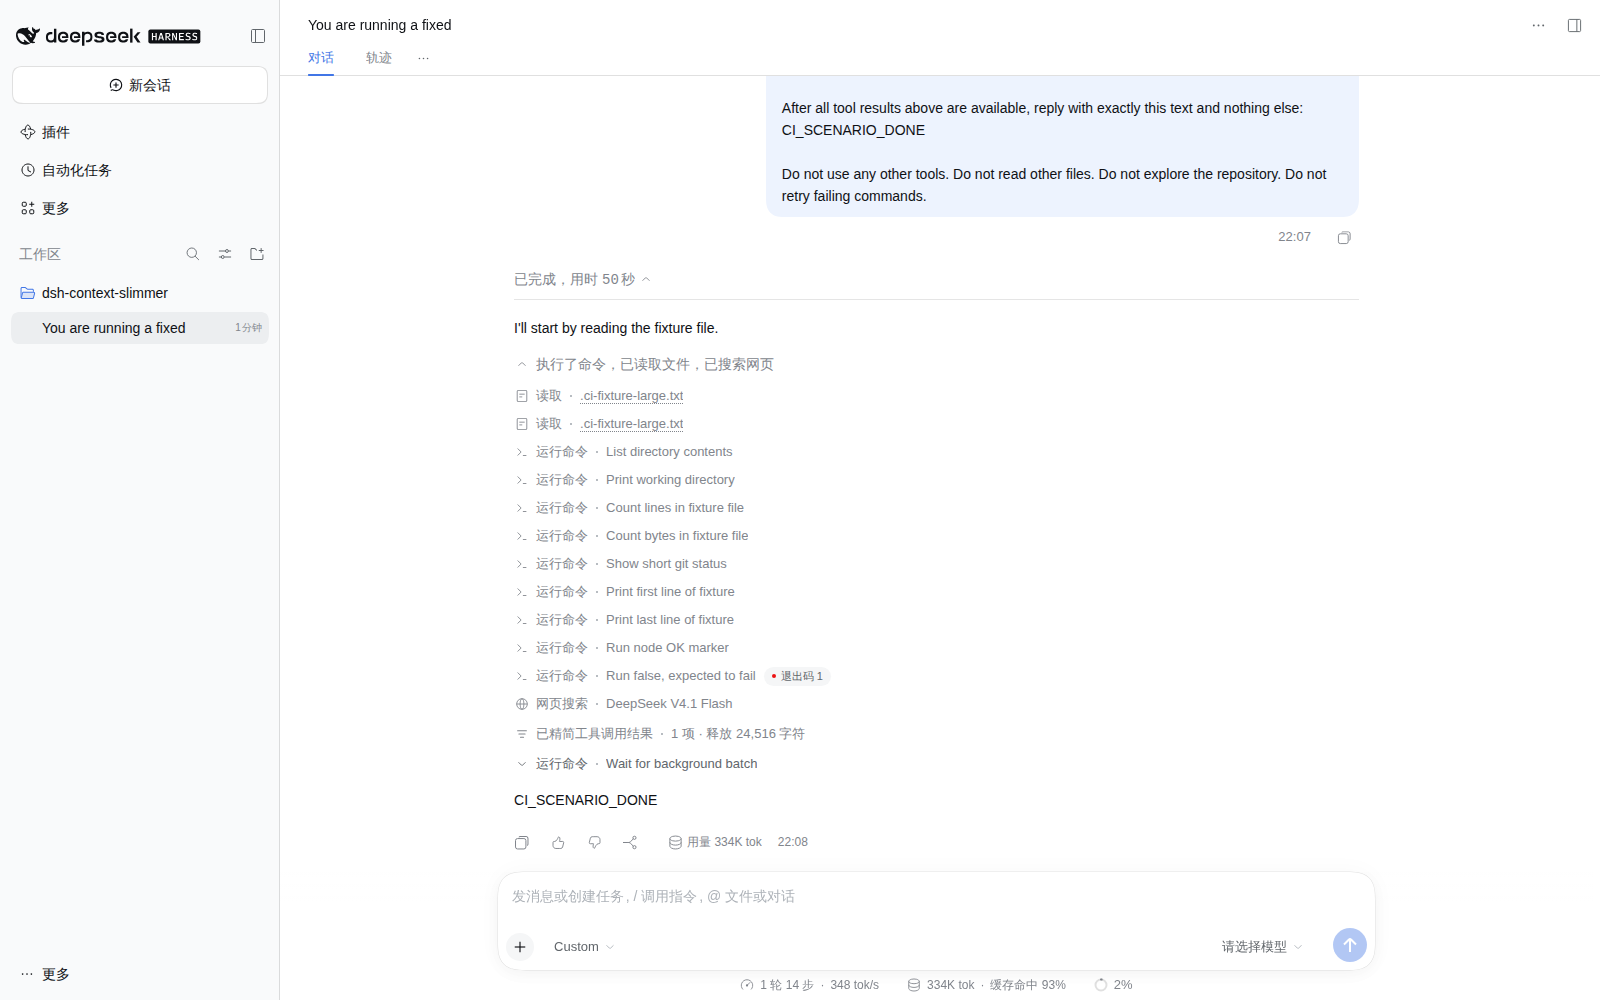 deepseek HARNESS
新会话
插件
自动化任务
更多
工作区
dsh-context-slimmer
You are running a fixed 1分钟
更多
You are running a fixed
对话 轨迹
After all tool results above are available, reply with exactly this text and nothing else:
CI_SCENARIO_DONE
Do not use any other tools. Do not read other files. Do not explore the repository. Do not
retry failing commands.
22:07
已完成，用时 50秒
I'll start by reading the fixture file.
执行了命令，已读取文件，已搜索网页
读取 · .ci-fixture-large.txt
读取 · .ci-fixture-large.txt
运行命令 · List directory contents
运行命令 · Print working directory
运行命令 · Count lines in fixture file
运行命令 · Count bytes in fixture file
运行命令 · Show short git status
运行命令 · Print first line of fixture
运行命令 · Print last line of fixture
运行命令 · Run node OK marker
运行命令 · Run false, expected to fail 退出码 1
网页搜索 · DeepSeek V4.1 Flash
已精简工具调用结果 · 1 项 · 释放 24,516 字符
运行命令 · Wait for background batch
CI_SCENARIO_DONE
用量 334K tok 22:08
发消息或创建任务, / 调用指令, @ 文件或对话
Custom 请选择模型
1 轮 14 步 · 348 tok/s 334K tok · 缓存命中 93% 2%